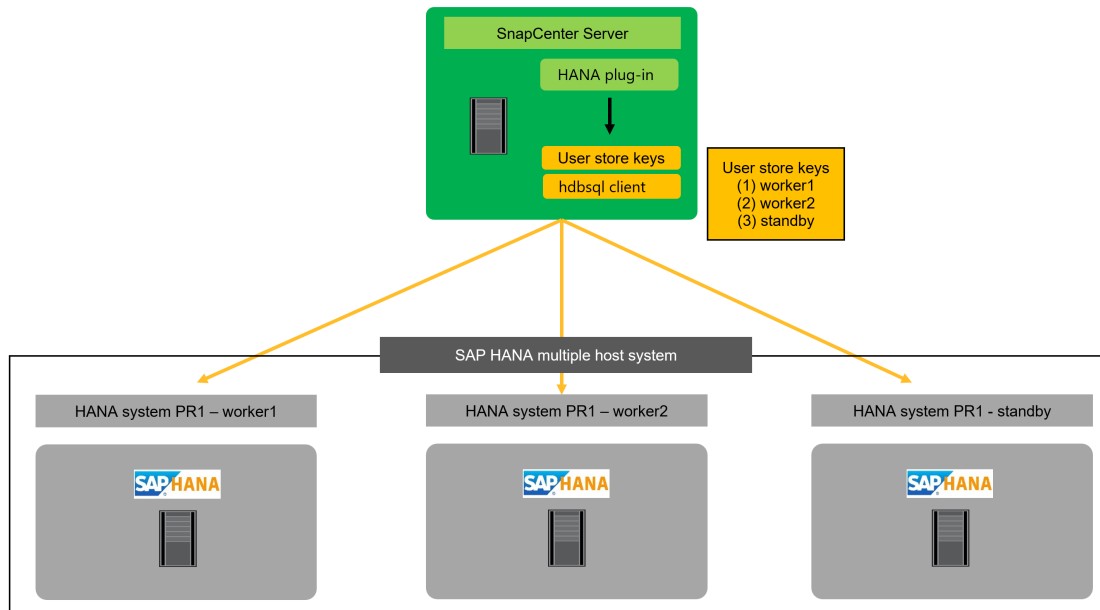 SnapCenter Server
HANA plug-in
User store keys
hdbsql client
User store keys
(1) worker1
(2) worker2
(3) standby
SAP HANA multiple host system
HANA system PR1 – worker1
HANA system PR1 – worker2
HANA system PR1 - standby
SAP HANA
SAP HANA
SAP HANA